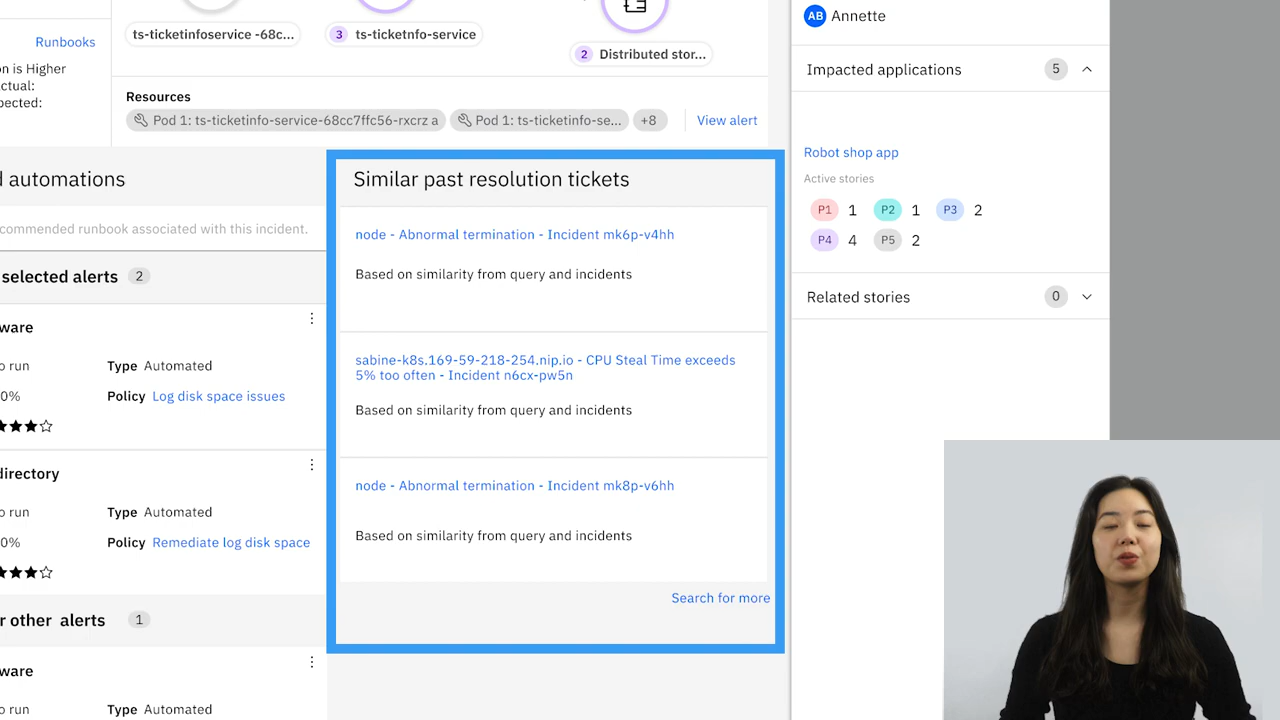 Runbooks
on is Higher
ctual:
pected:
ts-ticketinfoservice -68c...
3 ts-ticketnfo-service
2 Distributed stor...
Resources
Pod 1: ts-ticketinfo-service-68cc7ffc56-rxcrz a
Pod 1: ts-ticketinfo-se...
+8
View alert
d automations
commended runbook associated with this incident.
selected alerts 2
ware
o run
Type Automated
0%
Policy Log disk space issues
directory
o run
Type Automated
0%
Policy Remediate log disk space
r other alerts 1
ware
o run
Type Automated
Similar past resolution tickets
node - Abnormal termination - Incident mk6p-v4hh
Based on similarity from query and incidents
sabine-k8s.169-59-218-254.nip.io - CPU Steal Time exceeds
5% too often - Incident n6cx-pw5n
Based on similarity from query and incidents
node - Abnormal termination - Incident mk8p-v6hh
Based on similarity from query and incidents
Search for more
AB Annette
Impacted applications 5
Robot shop app
Active stories
P1 1 P2 1 P3 2
P4 4 P5 2
Related stories 0